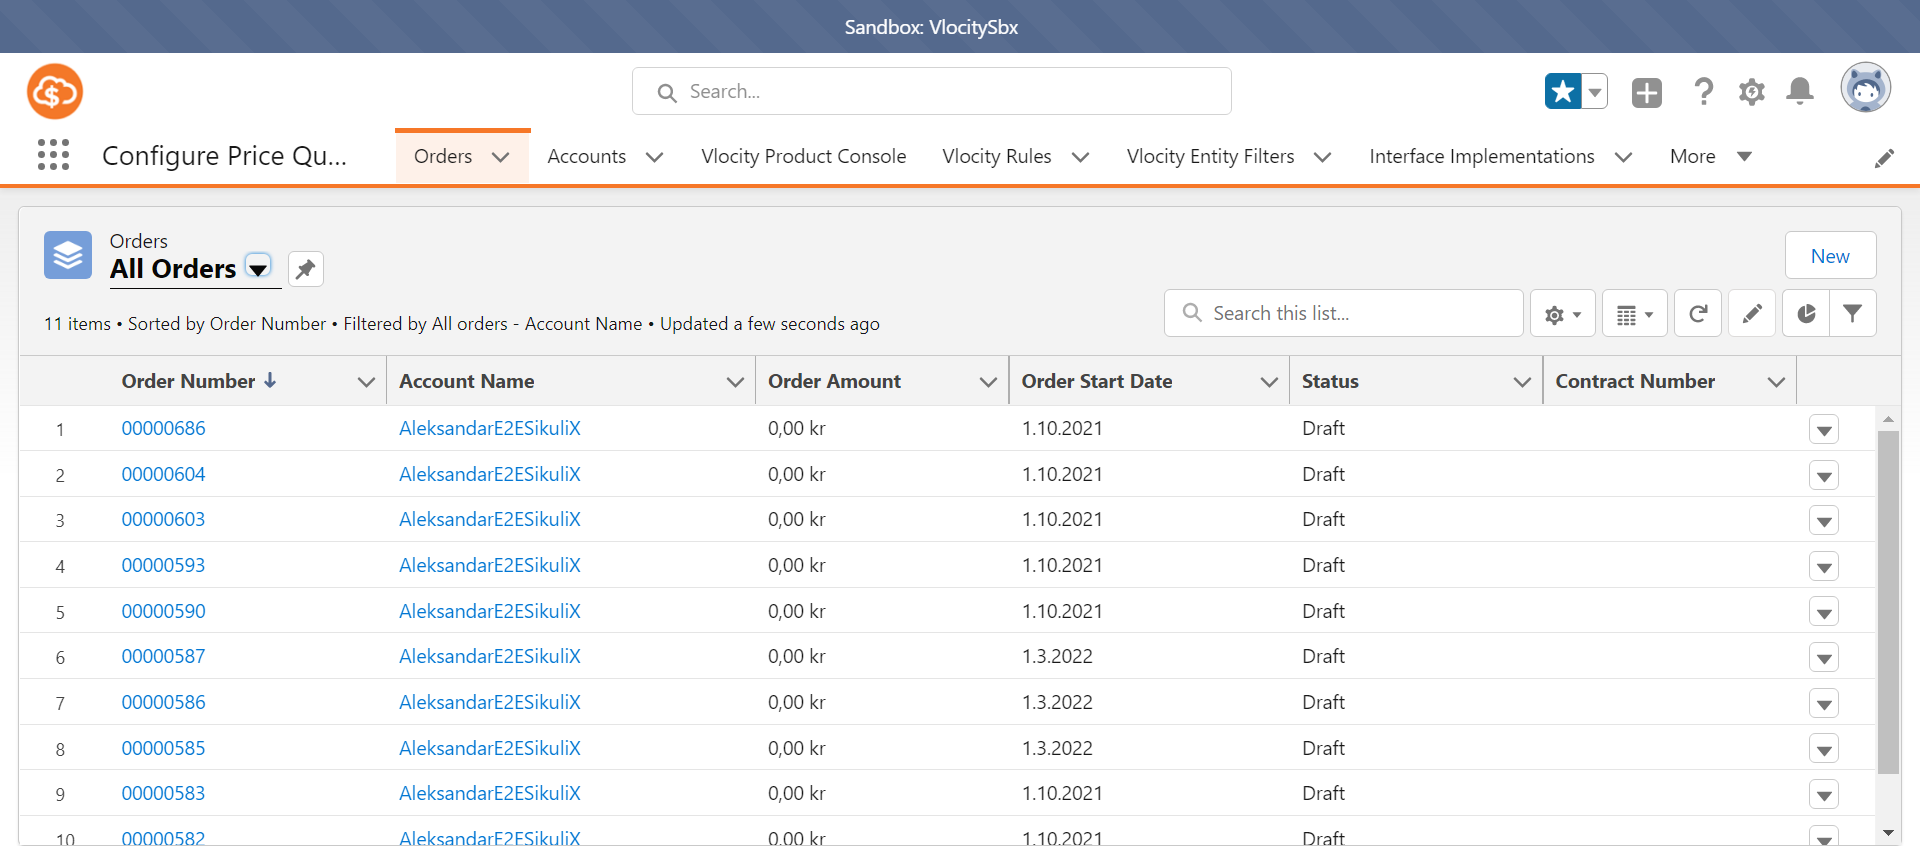 Sandbox: VlocitySbx
Search...
Configure Price Qu...
Orders
Accounts
Vlocity Product Console
Vlocity Rules
Vlocity Entity Filters
Interface Implementations
More
Orders
All Orders
New
11 items • Sorted by Order Number • Filtered by All orders - Account Name • Updated a few seconds ago
Search this list...
Order Number Account Name Order Amount Order Start Date Status Contract Number
1 00000686 AleksandarE2ESikuliX 0,00 kr 1.10.2021 Draft
2 00000604 AleksandarE2ESikuliX 0,00 kr 1.10.2021 Draft
3 00000603 AleksandarE2ESikuliX 0,00 kr 1.10.2021 Draft
4 00000593 AleksandarE2ESikuliX 0,00 kr 1.10.2021 Draft
5 00000590 AleksandarE2ESikuliX 0,00 kr 1.10.2021 Draft
6 00000587 AleksandarE2ESikuliX 0,00 kr 1.3.2022 Draft
7 00000586 AleksandarE2ESikuliX 0,00 kr 1.3.2022 Draft
8 00000585 AleksandarE2ESikuliX 0,00 kr 1.3.2022 Draft
9 00000583 AleksandarE2ESikuliX 0,00 kr 1.10.2021 Draft
10 00000582 AleksandarE2ESikuliX 0,00 kr 1.10.2021 Draft